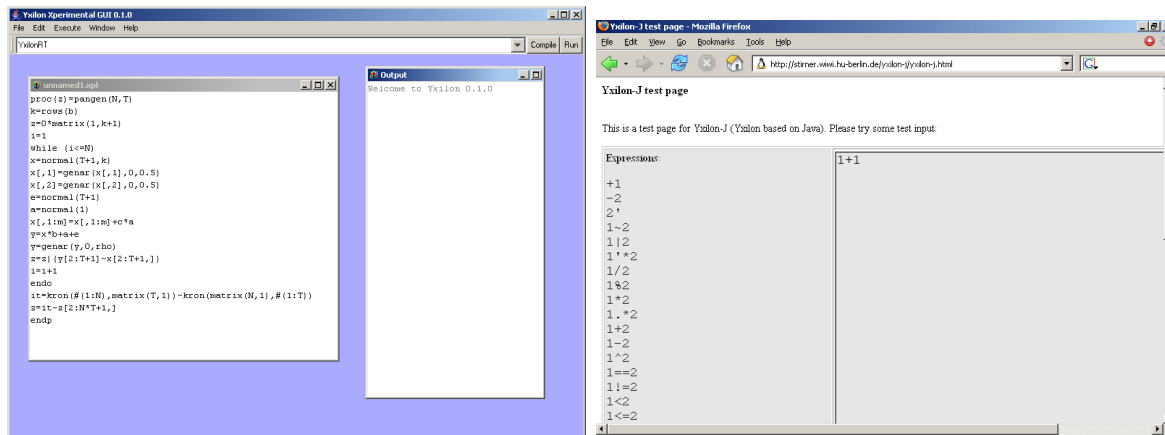 Yxilon Xperimental GUI 0.1.0
File Edit Execute Window Help
YxilonRT
Compile Run
unnamed1.xpl
proc(z)=pangen(N,T)
k=rows(b)
z=0*matrix(1,k+1)
i=1
while (i<=N)
x=normal(T+1,k)
x[,1]=genar(x[,1],0,0.5)
x[,2]=genar(x[,2],0,0.5)
e=normal(T+1)
a=normal(1)
x[,1:m]=x[,1:m]+c*a
y=x*b+a+e
y=genar(y,0,rho)
z=z|(y[2:T+1]~x[2:T+1,])
i=i+1
endo
it=kron(#(1:N),matrix(T,1))~kron(matrix(N,1),#(1:T))
z=it~z[2:N*T+1,]
endp
Output
Welcome to Yxilon 0.1.0
Yxilon-J test page - Mozilla Firefox
File Edit View Go Bookmarks Tools Help
http://stirner.wiwi.hu-berlin.de/yxilon-j/yxilon-j.html
Yxilon-J test page
This is a test page for Yxilon-J (Yxilon based on Java). Please try some test input:
Expressions:
+1
-2
2'
1~2
1|2
1'*2
1/2
1%2
1*2
1.*2
1+2
1-2
1^2
1==2
1!=2
1<2
1<=2
1+1